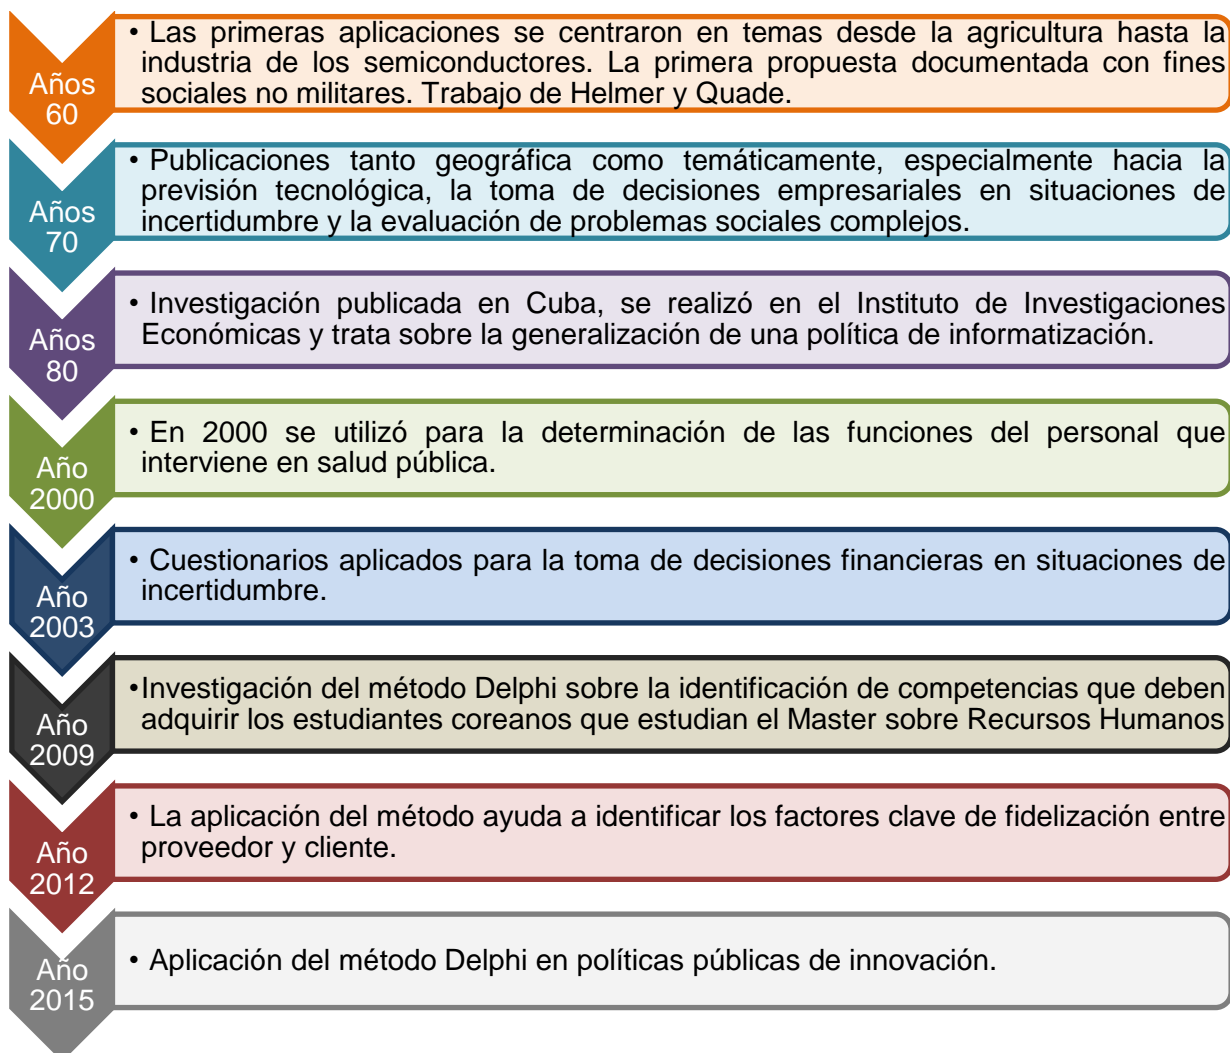 Años
60
• Las primeras aplicaciones se centraron en temas desde la agricultura hasta la
industria de los semiconductores. La primera propuesta documentada con fines
sociales no militares. Trabajo de Helmer y Quade.
Años
70
• Publicaciones tanto geográfica como temáticamente, especialmente hacia la
previsión tecnológica, la toma de decisiones empresariales en situaciones de
incertidumbre y la evaluación de problemas sociales complejos.
Años
80
• Investigación publicada en Cuba, se realizó en el Instituto de Investigaciones
Económicas y trata sobre la generalización de una política de informatización.
Año
2000
• En 2000 se utilizó para la determinación de las funciones del personal que
interviene en salud pública.
Año
2003
• Cuestionarios aplicados para la toma de decisiones financieras en situaciones de
incertidumbre.
Año
2009
•Investigación del método Delphi sobre la identificación de competencias que deben
adquirir los estudiantes coreanos que estudian el Master sobre Recursos Humanos
Año
2012
• La aplicación del método ayuda a identificar los factores clave de fidelización entre
proveedor y cliente.
Año
2015
• Aplicación del método Delphi en políticas públicas de innovación.